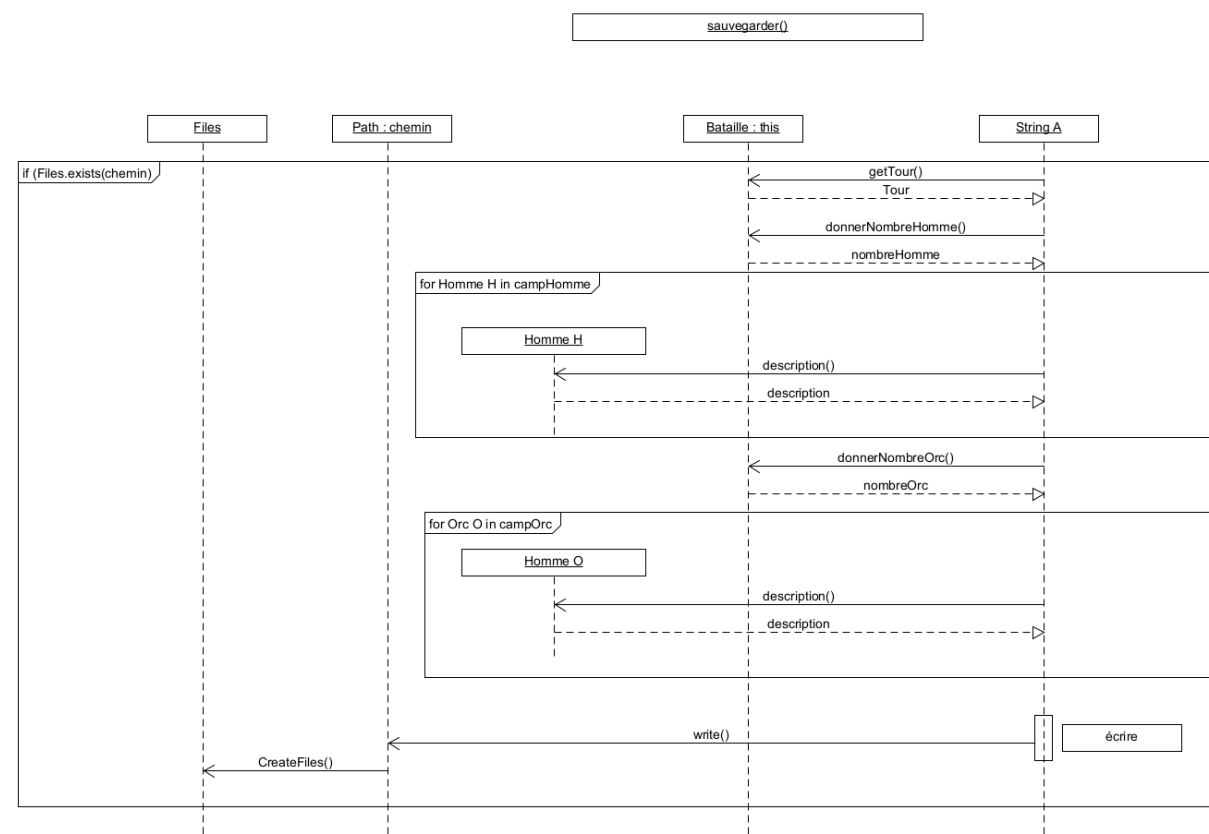 sauvegarder()
Files
Path : chemin
Bataille : this
String A
if (Files.exists(chemin)
getTour()
Tour
donnerNombreHomme()
nombreHomme
for Homme H in campHomme
Homme H
description()
description
donnerNombreOrc()
nombreOrc
for Orc O in campOrc
Homme O
description()
description
write()
écrire
CreateFiles()